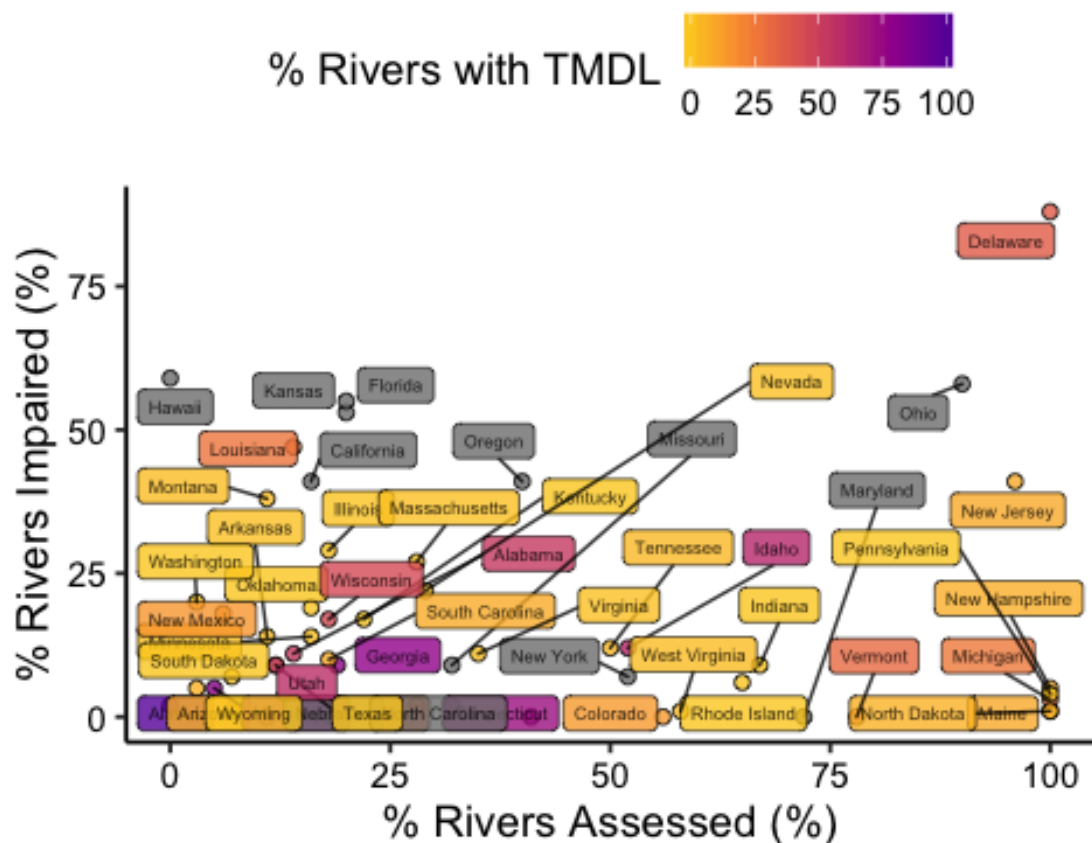 % Rivers with TMDL
0 25 50 75 100
% Rivers Impaired (%)
75
50
25
0
Delaware
Nevada
Florida
Kansas
Hawaii
Ohio
Missouri
Oregon
California
Louisiana
Montana
Maryland
Kentucky
Massachusetts
Illinois
New Jersey
Arkansas
Tennessee
Idaho
Pennsylvania
Alabama
Washington
Wisconsin
Oklahoma
New Hampshire
South Carolina
Virginia
Indiana
New Mexico
Minnesota
South Dakota
Georgia
New York
West Virginia
Vermont
Michigan
Utah
Wyoming
Texas
Carolina
Colorado
Rhode Island
North Dakota
Maine
0 25 50 75 100
% Rivers Assessed (%)